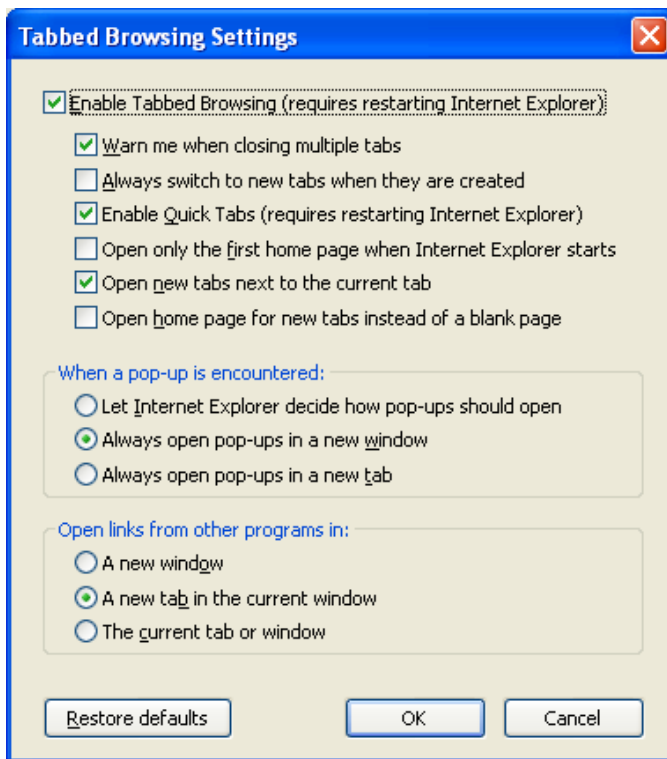 Tabbed Browsing Settings
Enable Tabbed Browsing (requires restarting Internet Explorer)
Warn me when closing multiple tabs
Always switch to new tabs when they are created
Enable Quick Tabs (requires restarting Internet Explorer)
Open only the first home page when Internet Explorer starts
Open new tabs next to the current tab
Open home page for new tabs instead of a blank page
When a pop-up is encountered:
Let Internet Explorer decide how pop-ups should open
Always open pop-ups in a new window
Always open pop-ups in a new tab
Open links from other programs in:
A new window
A new tab in the current window
The current tab or window
Restore defaults OK Cancel